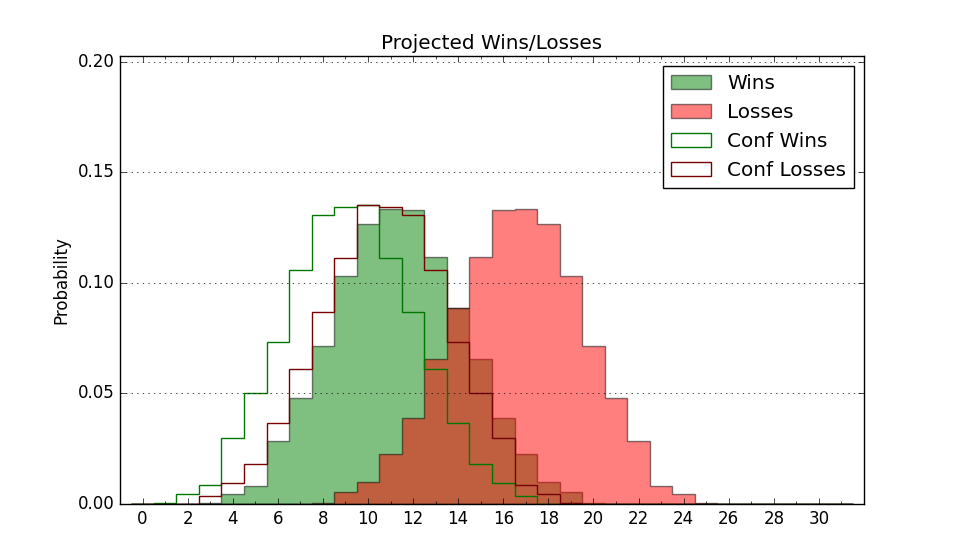 Projected Wins/Losses
0.20
0.15
0.10
0.05
0.00
Probability
Wins
Losses
Conf Wins
Conf Losses
0 2 4 6 8 10 12 14 16 18 20 22 24 26 28 30